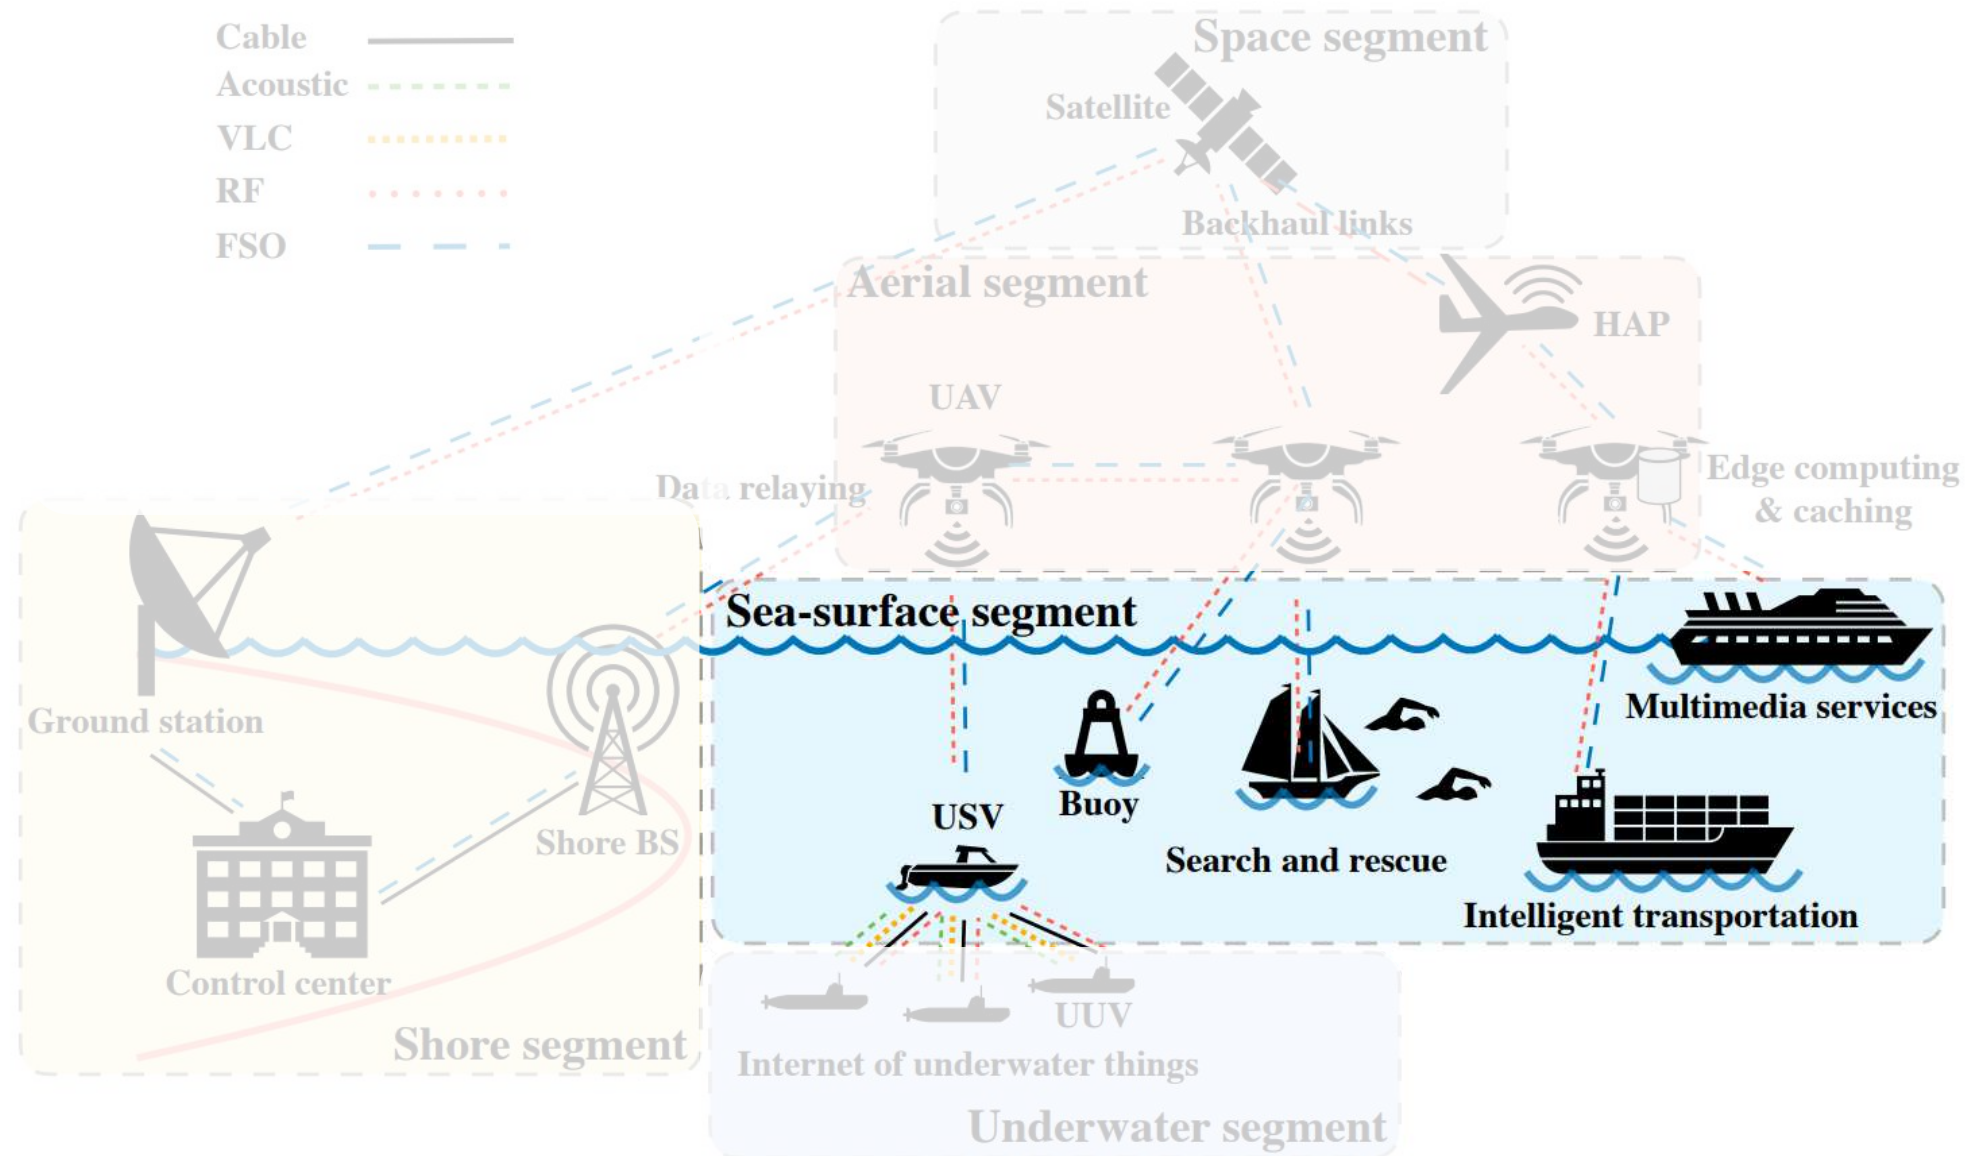 Cable
Acoustic
VLC
RF
FSO
Space segment
Satellite
Backhaul links
Aerial segment
HAP
UAV
Data relaying
Edge computing
& caching
Sea-surface segment
Multimedia services
Ground station
Buoy
USV
Shore BS
Search and rescue
Intelligent transportation
Control center
UUV
Shore segment
Internet of underwater things
Underwater segment